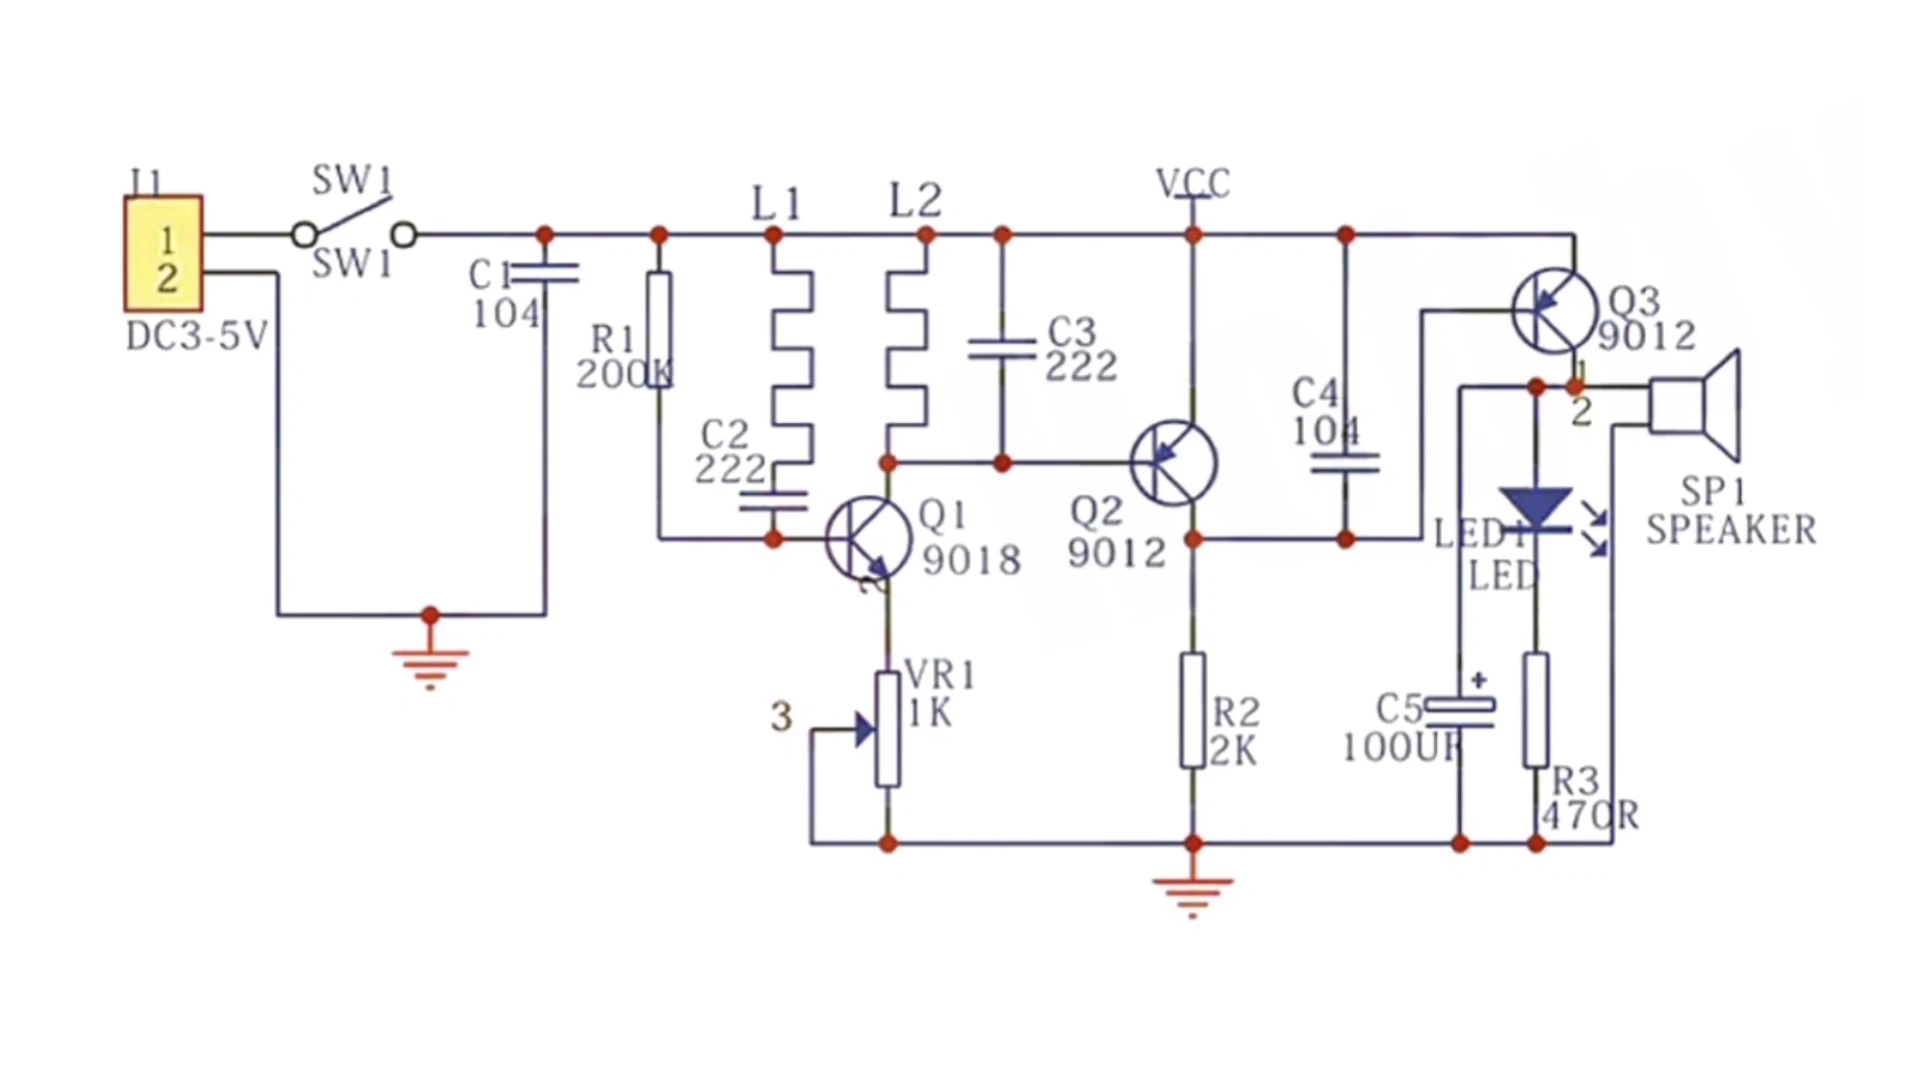 J1
1
2
DC3-5V
SW1
SW1
C1
104
R1
200K
L1
L2
C2
222
C3
222
Q1
9018
2
VR1
1K
3
VCC
Q2
9012
C4
104
R2
2K
Q3
9012
1
2
SP1
SPEAKER
LED1
LED
+
C5
100UF
R3
470R